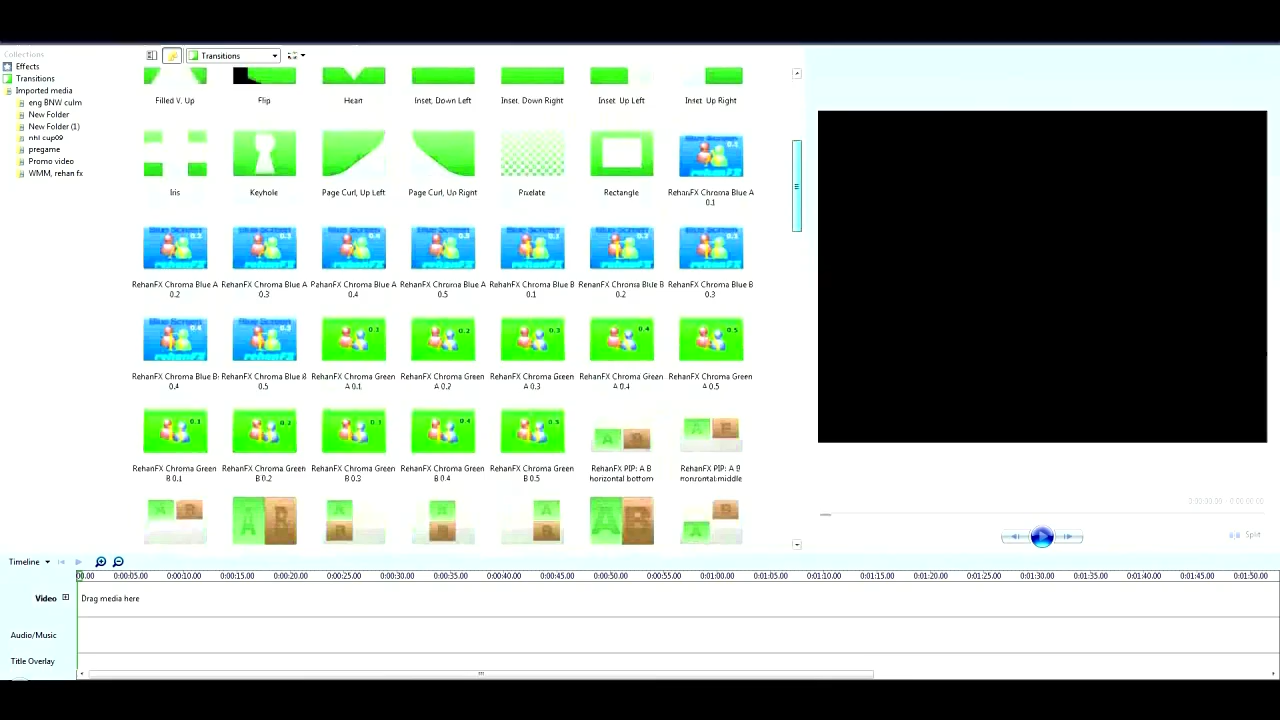 Collections
Transitions
Effects
Transitions
Imported media
eng BNW culm
New Folder
New Folder (1)
nhl cup09
pregame
Promo video
WMM, rehan fx
Filled V, Up
Flip
Heart
Inset, Down Left
Inset, Down Right
Inset, Up Left
Inset, Up Right
Iris
Keyhole
Page Curl, Up Left
Page Curl, Up Right
Pixelate
Rectangle
RehanFX Chroma Blue A
0.1
RehanFX Chroma Blue A
0.2
RehanFX Chroma Blue A
0.3
RehanFX Chroma Blue A
0.4
RehanFX Chroma Blue A
0.5
RehanFX Chroma Blue B
0.1
RehanFX Chroma Blue B
0.2
RehanFX Chroma Blue B
0.3
RehanFX Chroma Blue B
0.4
RehanFX Chroma Blue B
0.5
RehanFX Chroma Green
A 0.1
RehanFX Chroma Green
A 0.2
RehanFX Chroma Green
A 0.3
RehanFX Chroma Green
A 0.4
RehanFX Chroma Green
A 0.5
RehanFX Chroma Green
B 0.1
RehanFX Chroma Green
B 0.2
RehanFX Chroma Green
B 0.3
RehanFX Chroma Green
B 0.4
RehanFX Chroma Green
B 0.5
RehanFX PIP: A B
horizontal bottom
RehanFX PIP: A B
horizontal middle
Split
Timeline
0:00:05.00 0:00:10.00 0:00:15.00 0:00:20.00 0:00:25.00 0:00:30.00 0:00:35.00 0:00:40.00 0:00:45.00 0:00:50.00 0:00:55.00 0:01:00.00 0:01:05.00 0:01:10.00 0:01:15.00 0:01:20.00 0:01:25.00 0:01:30.00 0:01:35.00 0:01:40.00 0:01:45.00 0:01:50.00
Video
Drag media here
Audio/Music
Title Overlay